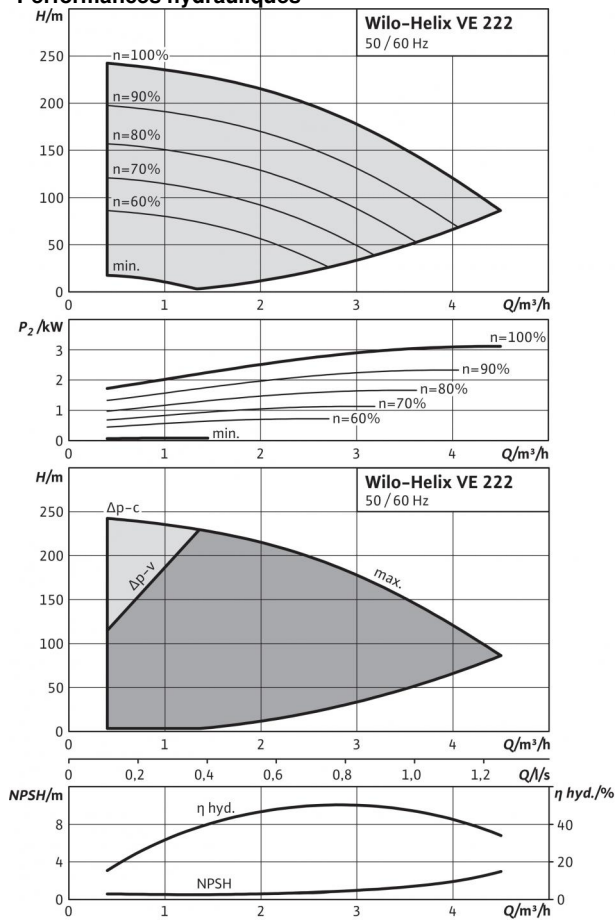 Performances hydrauliques
H/m
Wilo-Helix VE 222
50 / 60 Hz
250
n=100%
n=90%
200
n=80%
150
n=70%
100
n=60%
50
min.
0
0 1 2 3 4 Q/m³/h
P₂ /kW
n=100%
3
n=90%
2
n=80%
n=70%
1
n=60%
min.
0
0 1 2 3 4 Q/m³/h
H/m
Wilo-Helix VE 222
50 / 60 Hz
250
Δp-c
200
Δp-v
max.
150
100
50
0
0 1 2 3 4 Q/m³/h
0 0,2 0,4 0,6 0,8 1,0 1,2 Q/l/s
NPSH/m
η hyd./%
η hyd.
8 40
4 20
NPSH
0 0
0 1 2 3 4 Q/m³/h